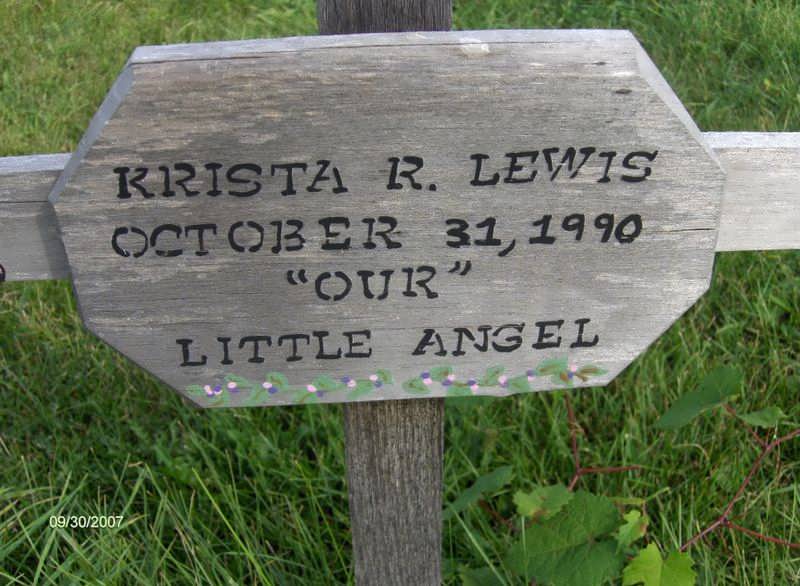 KRISTA R. LEWIS
OCTOBER 31, 1990
"OUR"
LITTLE ANGEL
09/30/2007